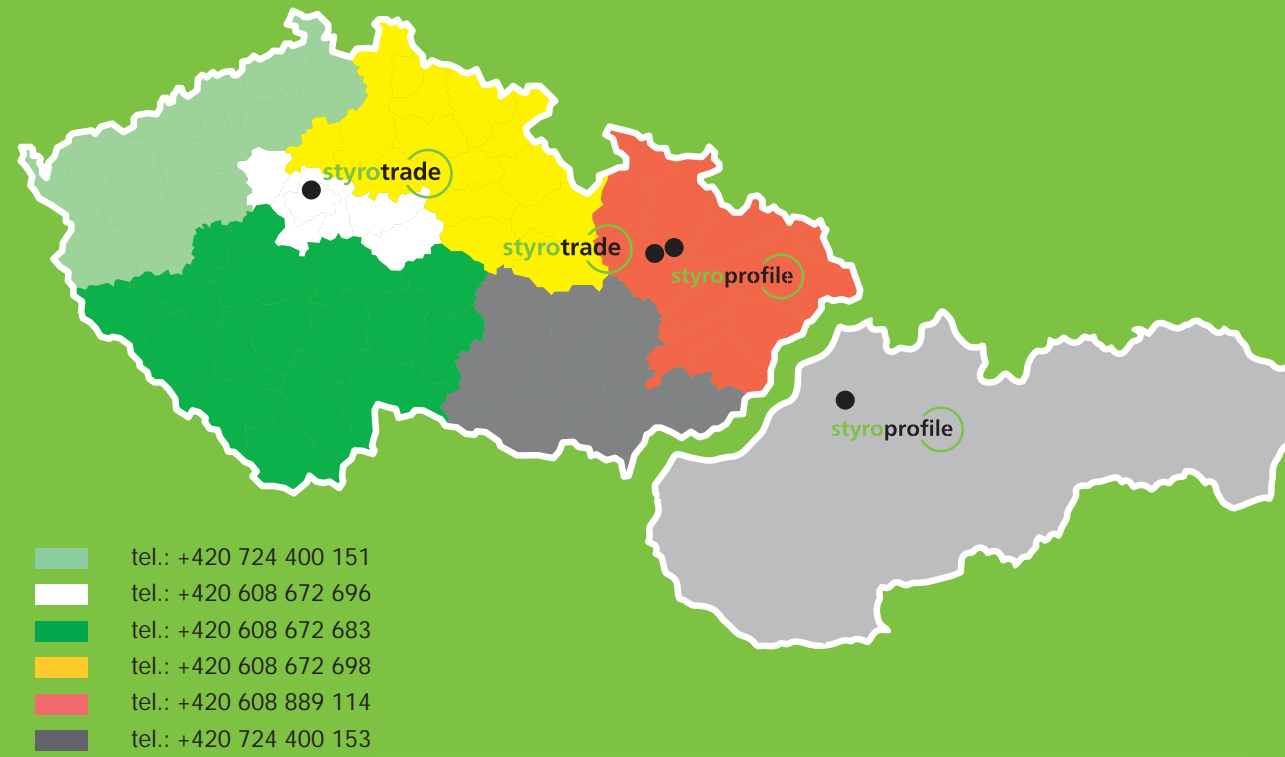 styrotrade
styrotrade
styroprofile
styroprofile
tel.: +420 724 400 151
tel.: +420 608 672 696
tel.: +420 608 672 683
tel.: +420 608 672 698
tel.: +420 608 889 114
tel.: +420 724 400 153